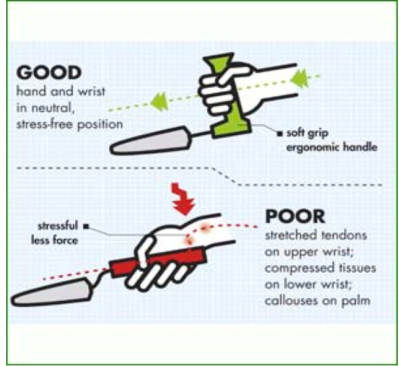 GOOD
hand and wrist
in neutral,
stress-free position
soft grip
ergonomic handle
stressful
less force
POOR
stretched tendons
on upper wrist;
compressed tissues
on lower wrist;
callouses on palm